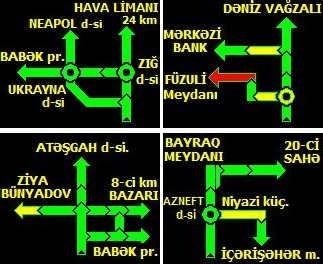 HAVA LİMANI
NEAPOL d-si
24 km
BABƏK pr.
ZIĞ
d-si
UKRAYNA
d-si
DƏNİZ VAĞZALI
MƏRKƏZİ
BANK
FÜZULİ
Meydanı
ATƏŞGAH d-si.
ZİYA
BÜNYADOV
8-ci km
BAZARI
BABƏK pr.
BAYRAQ
MEYDANI
20-Cİ
SAHƏ
AZNEFT
d-si
Niyazi küç.
İÇƏRİŞƏHƏR m.